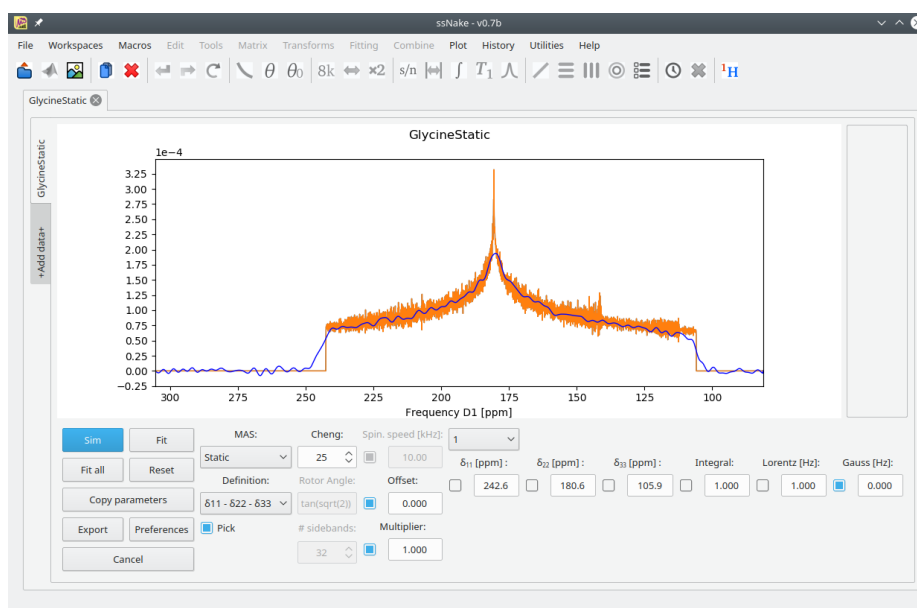 ssNake - v0.7b
File Workspaces Macros Edit Tools Matrix Transforms Fitting Combine Plot History Utilities Help
θ θ0 8k ×2 s/n ∫ T1 1H
GlycineStatic
GlycineStatic
+Add data+
GlycineStatic
1e−4
3.25
3.00
2.75
2.50
2.25
2.00
1.75
1.50
1.25
1.00
0.75
0.50
0.25
0.00
−0.25
300 275 250 225 200 175 150 125 100
Frequency D1 [ppm]
Sim Fit MAS: Cheng: Spin. speed [kHz]: 1
Static 25 10.00 δ11 [ppm] : δ22 [ppm] : δ33 [ppm] : Integral: Lorentz [Hz]: Gauss [Hz]:
Fit all Reset Definition: Rotor Angle: Offset: 242.6 180.6 105.9 1.000 1.000 0.000
Copy parameters δ11 - δ22 - δ33 tan(sqrt(2)) 0.000
Export Preferences Pick # sidebands: Multiplier:
Cancel 32 1.000